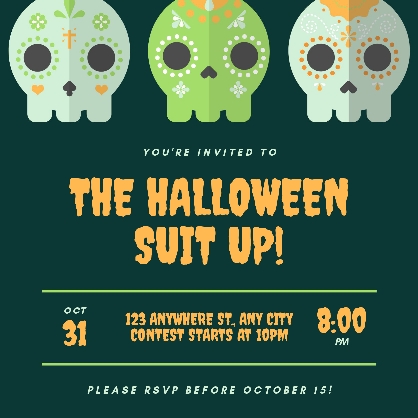 YOU'RE INVITED TO
THE HALLOWEEN
SUIT UP!
OCT
31
123 ANYWHERE ST., ANY CITY
CONTEST STARTS AT 10PM
8:00
PM
PLEASE RSVP BEFORE OCTOBER 15!